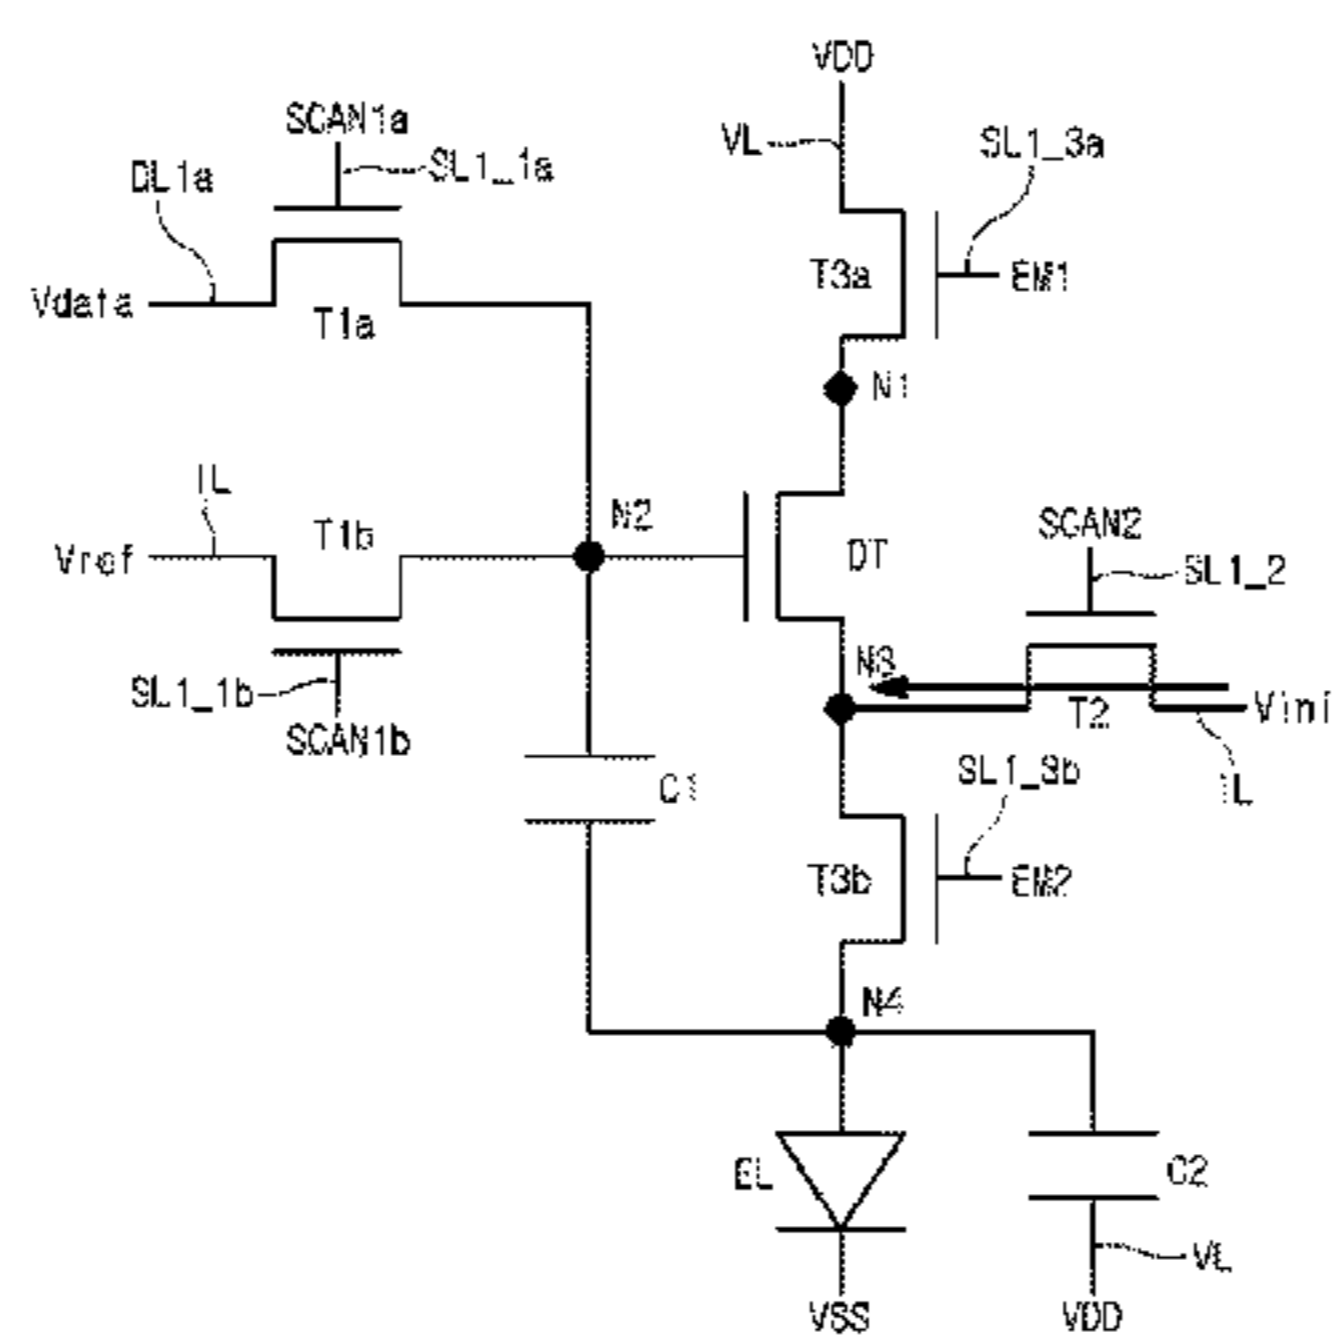 VDD
SCAN1a
VL
SL1_3a
SL1_1a
DL1a
T3a
EM1
Vdata
T1a
N1
IL
N2
SCAN2
T1b
Vref
DT
SL1_2
N3
SL1_1b
T2
Vini
SCAN1b
SL1_3b
C1
IL
T3b
EM2
N4
EL
C2
VL
VSS
VDD